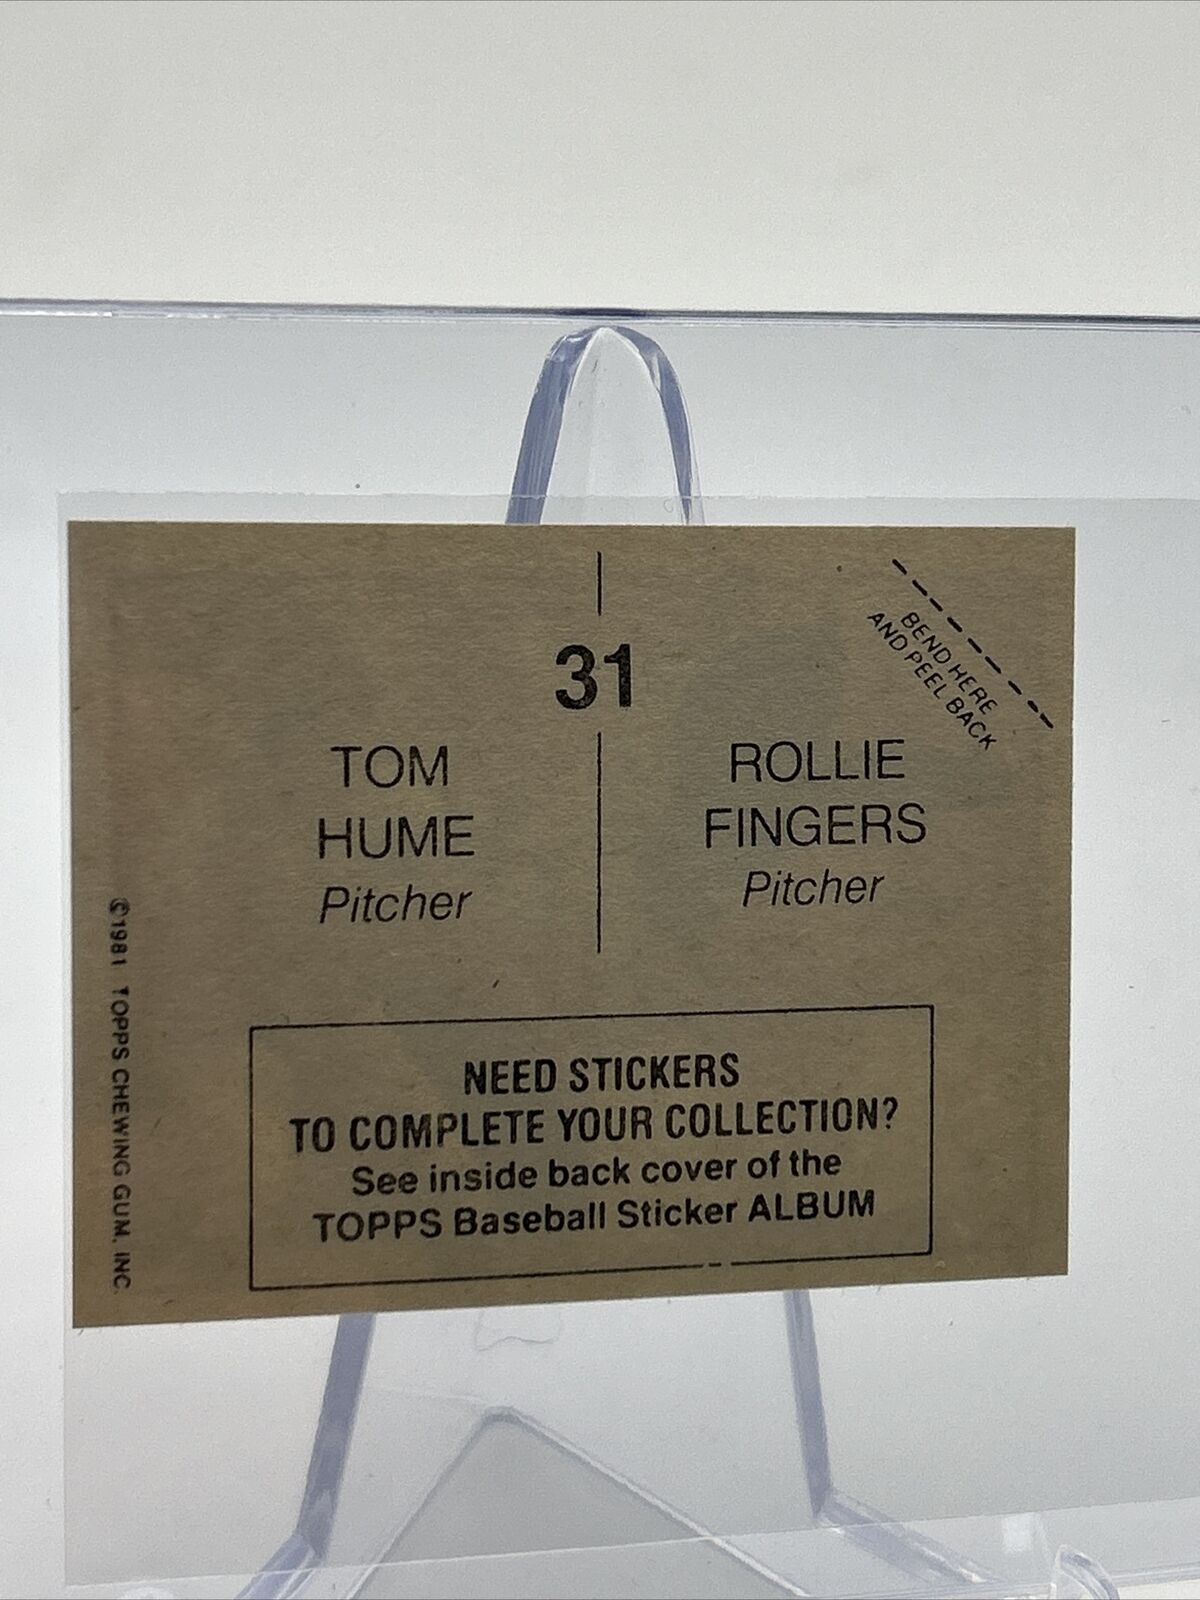 31
TOM
HUME
Pitcher
ROLLIE
FINGERS
Pitcher
BEND HERE
AND PEEL BACK
©1981 TOPPS CHEWING GUM, INC.
NEED STICKERS
TO COMPLETE YOUR COLLECTION?
See inside back cover of the
TOPPS Baseball Sticker ALBUM